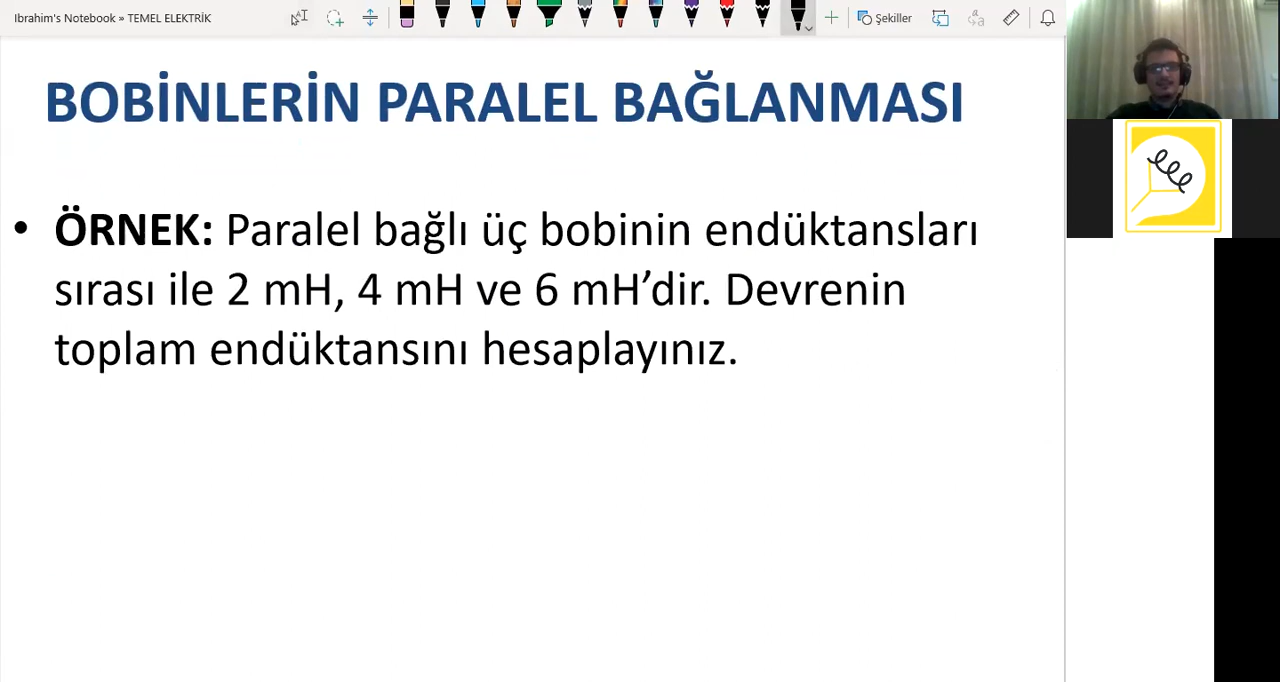 Ibrahim's Notebook » TEMEL ELEKTRİK
Şekiller
BOBİNLERİN PARALEL BAĞLANMASI
• ÖRNEK: Paralel bağlı üç bobinin endüktansları
sırası ile 2 mH, 4 mH ve 6 mH’dir. Devrenin
toplam endüktansını hesaplayınız.